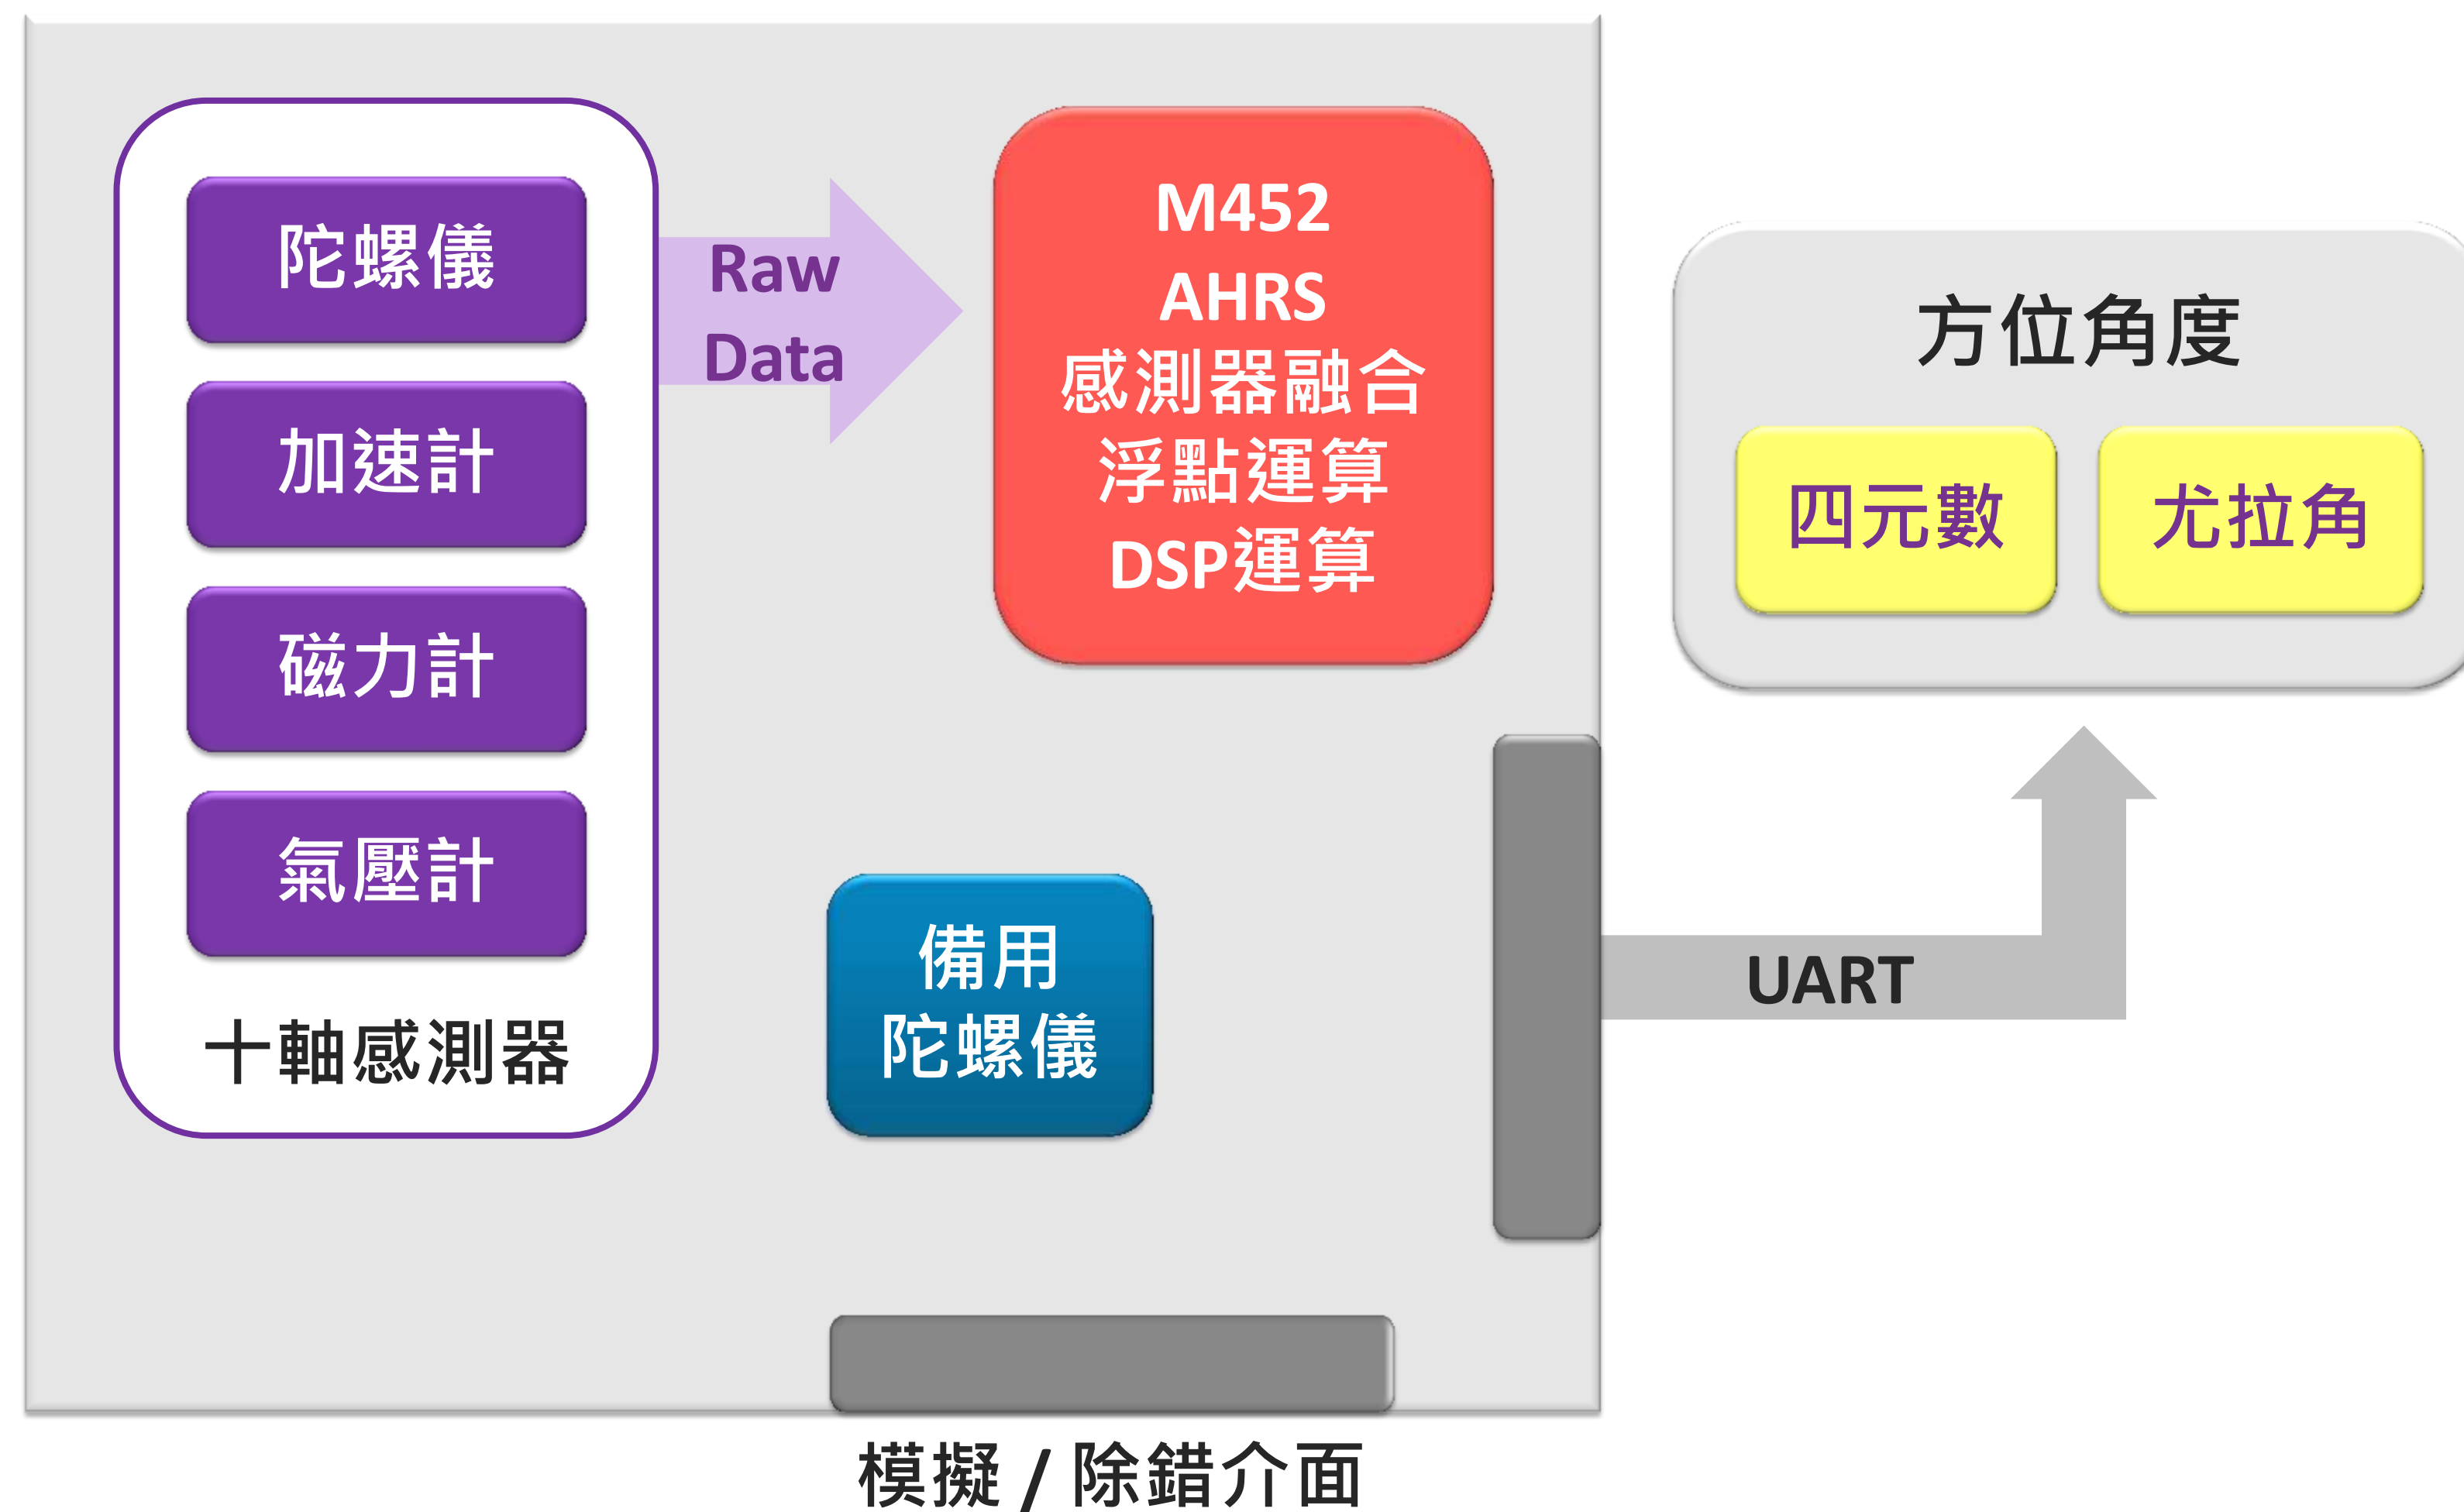 陀螺儀
加速計
磁力計
氣壓計
十軸感測器
Raw
Data
M452
AHRS
感測器融合
浮點運算
DSP運算
備用
陀螺儀
方位角度
四元數
尤拉角
UART
模擬 / 除錯介面